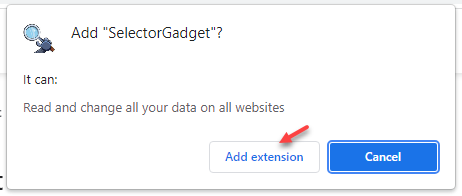 Add "SelectorGadget"?
It can:
Read and change all your data on all websites
Add extension
Cancel